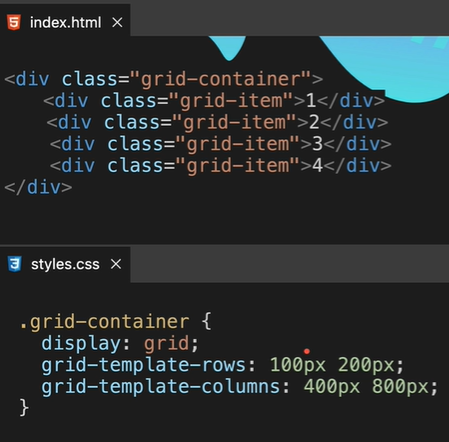 index.html ×
<div class="grid-container">
<div class="grid-item">1</div>
<div class="grid-item">2</div>
<div class="grid-item">3</div>
<div class="grid-item">4</div>
</div>
styles.css ×
.grid-container {
display: grid;
grid-template-rows: 100px 200px;
grid-template-columns: 400px 800px;
}